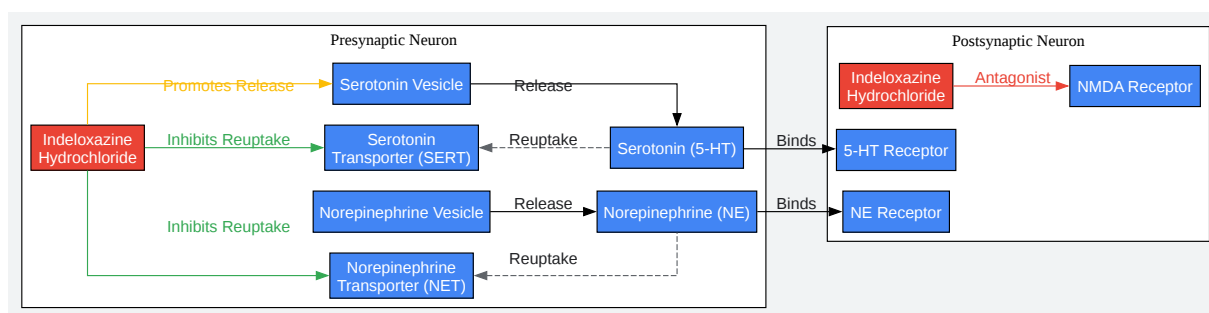 Presynaptic Neuron
Postsynaptic Neuron
Promotes Release
Serotonin Vesicle
Release
Indeloxazine
Hydrochloride
Antagonist
NMDA Receptor
Indeloxazine
Hydrochloride
Inhibits Reuptake
Serotonin
Transporter (SERT)
Reuptake
Serotonin (5-HT)
Binds
5-HT Receptor
Inhibits Reuptake
Norepinephrine Vesicle
Release
Norepinephrine (NE)
Binds
NE Receptor
Norepinephrine
Transporter (NET)
Reuptake